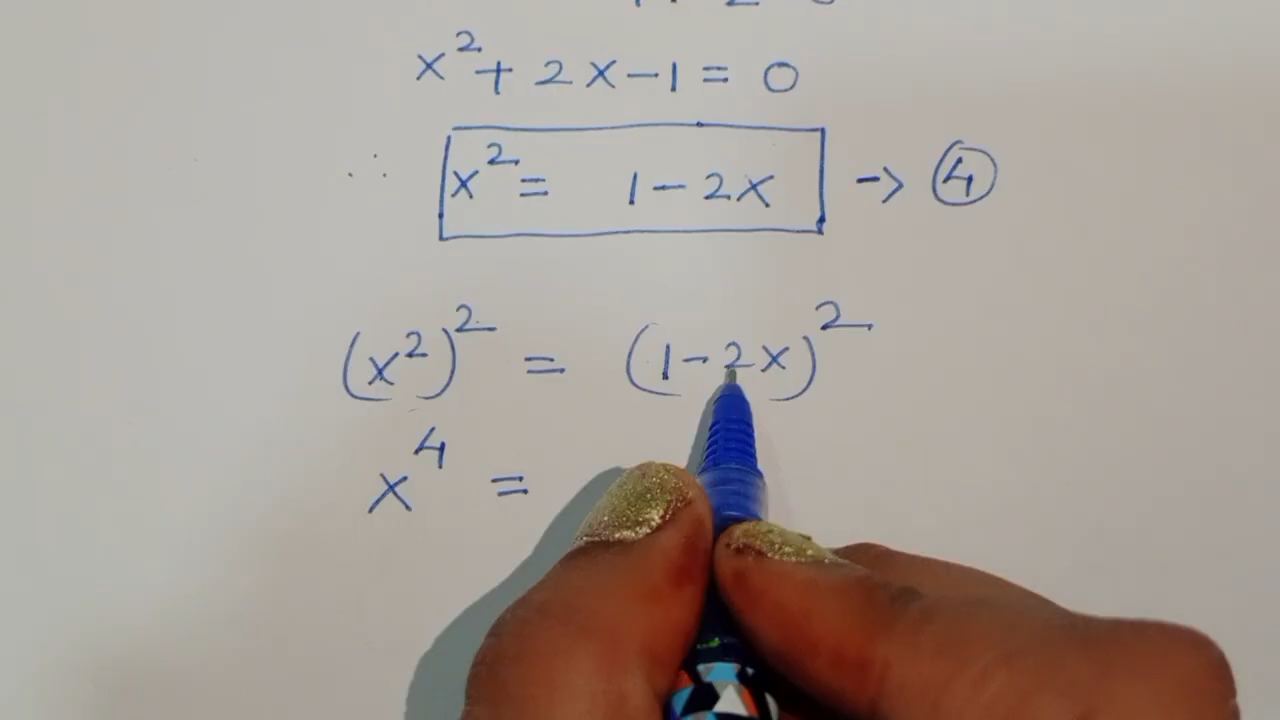 x² + 2x - 1 = 0
∴ x² = 1 - 2x -> ④
(x²)² = (1 - 2x)²
x⁴ =